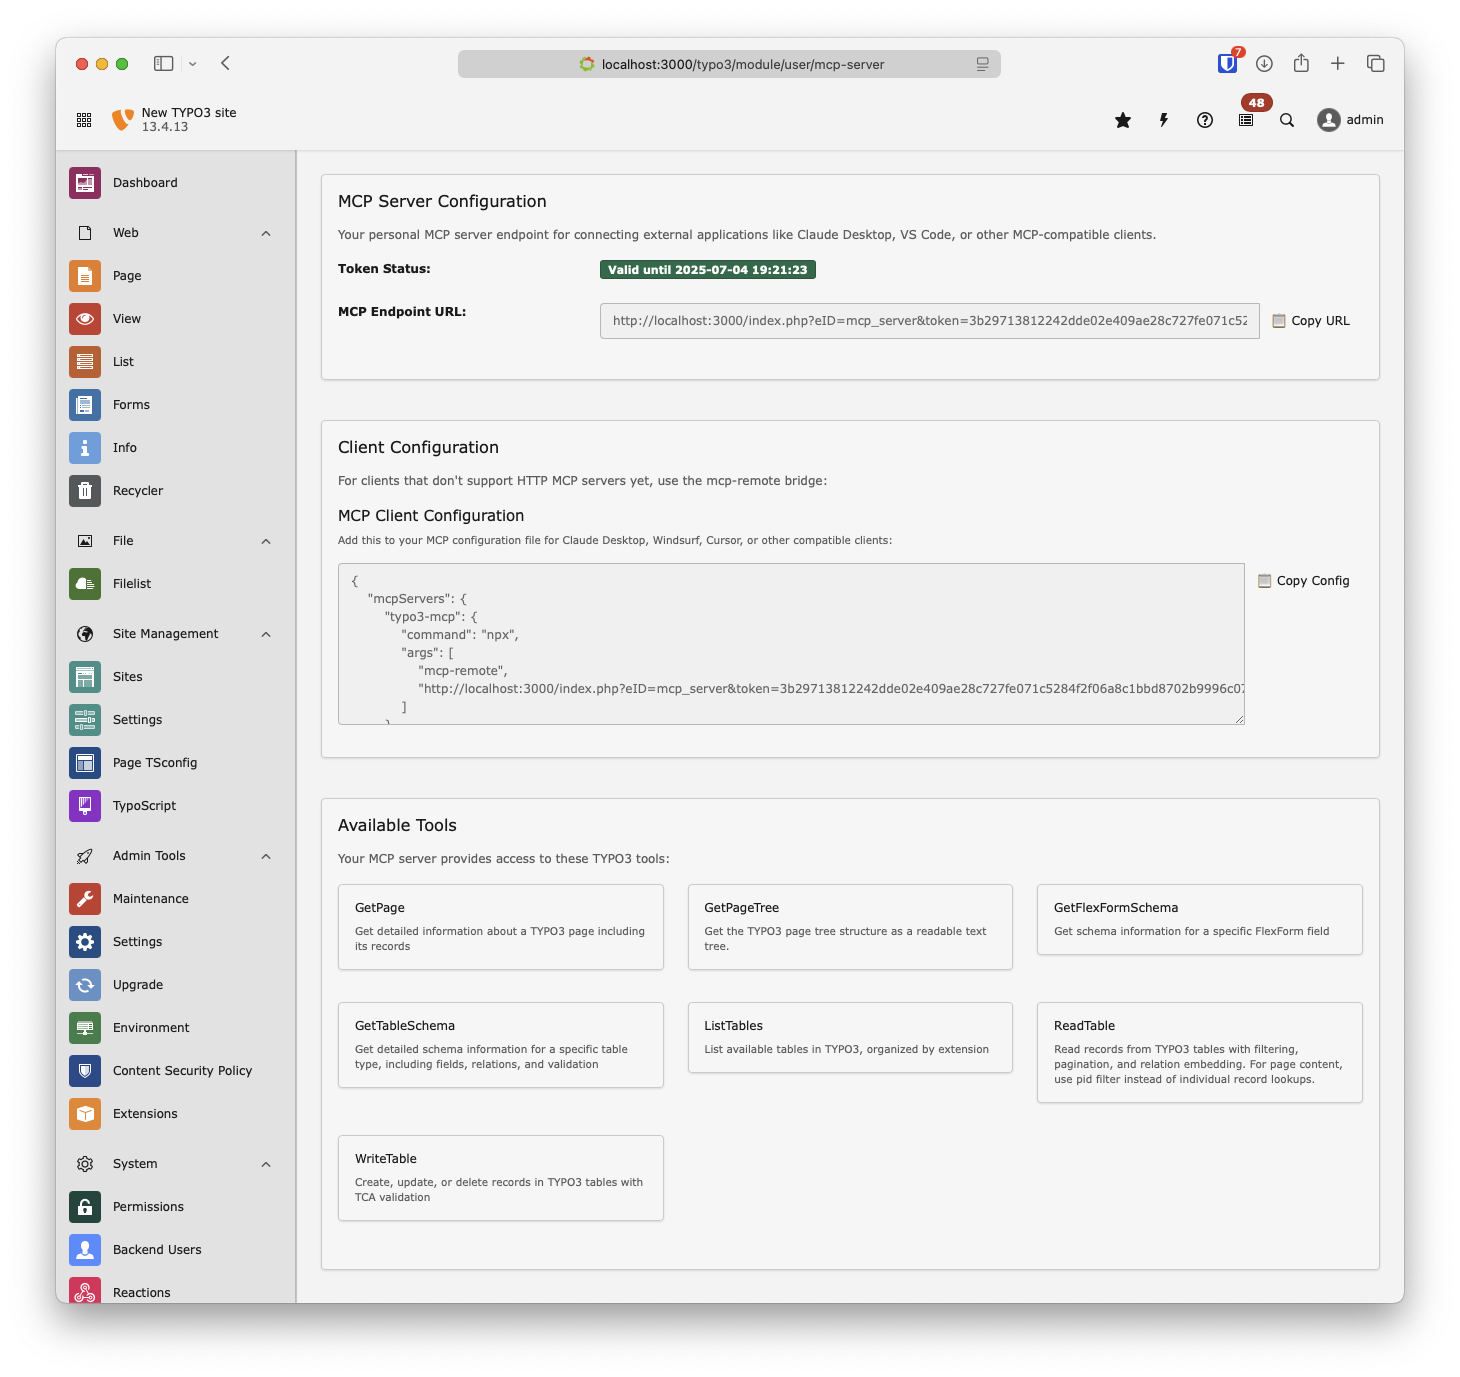 localhost:3000/typo3/module/user/mcp-server
7
New TYPO3 site
13.4.13
48
admin
Dashboard
Web
Page
View
List
Forms
Info
Recycler
File
Filelist
Site Management
Sites
Settings
Page TSconfig
TypoScript
Admin Tools
Maintenance
Settings
Upgrade
Environment
Content Security Policy
Extensions
System
Permissions
Backend Users
Reactions
MCP Server Configuration
Your personal MCP server endpoint for connecting external applications like Claude Desktop, VS Code, or other MCP-compatible clients.
Token Status:
Valid until 2025-07-04 19:21:23
MCP Endpoint URL:
http://localhost:3000/index.php?eID=mcp_server&token=3b29713812242dde02e409ae28c727fe071c52
Copy URL
Client Configuration
For clients that don't support HTTP MCP servers yet, use the mcp-remote bridge:
MCP Client Configuration
Add this to your MCP configuration file for Claude Desktop, Windsurf, Cursor, or other compatible clients:
{
"mcpServers": {
"typo3-mcp": {
"command": "npx",
"args": [
"mcp-remote",
"http://localhost:3000/index.php?eID=mcp_server&token=3b29713812242dde02e409ae28c727fe071c5284f2f06a8c1bbd8702b9996c07
]
}
Copy Config
Available Tools
Your MCP server provides access to these TYPO3 tools:
GetPage
Get detailed information about a TYPO3 page including
its records
GetPageTree
Get the TYPO3 page tree structure as a readable text
tree.
GetFlexFormSchema
Get schema information for a specific FlexForm field
GetTableSchema
Get detailed schema information for a specific table
type, including fields, relations, and validation
ListTables
List available tables in TYPO3, organized by extension
ReadTable
Read records from TYPO3 tables with filtering,
pagination, and relation embedding. For page content,
use pid filter instead of individual record lookups.
WriteTable
Create, update, or delete records in TYPO3 tables with
TCA validation